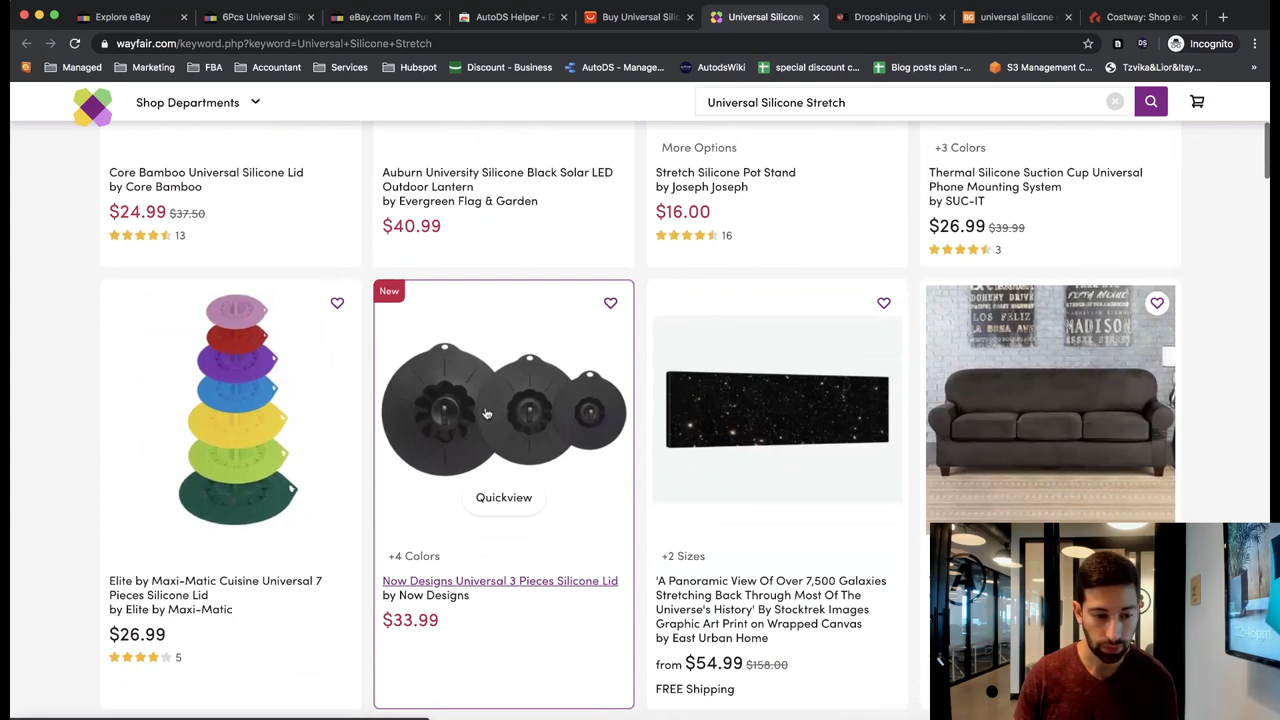 Explore eBay
6Pcs Universal Sil
eBay.com Item Pu
AutoDS Helper - D
Buy Universal Silic
Universal Silicone
Dropshipping Uni
universal silicone
Costway: Shop ea
wayfair.com/keyword.php?keyword=Universal+Silicone+Stretch
Incognito
Managed
Marketing
FBA
Accountant
Services
Hubspot
Discount - Business
AutoDS - Manage...
AutodsWiki
special discount c...
Blog posts plan -...
S3 Management C...
Tzvika&Lior&Itay...
Shop Departments
Universal Silicone Stretch
Core Bamboo Universal Silicone Lid
by Core Bamboo
$24.99 $37.50
13
Auburn University Silicone Black Solar LED
Outdoor Lantern
by Evergreen Flag & Garden
$40.99
More Options
Stretch Silicone Pot Stand
by Joseph Joseph
$16.00
16
+3 Colors
Thermal Silicone Suction Cup Universal
Phone Mounting System
by SUC-IT
$26.99 $39.99
3
Elite by Maxi-Matic Cuisine Universal 7
Pieces Silicone Lid
by Elite by Maxi-Matic
$26.99
5
New
Quickview
+4 Colors
Now Designs Universal 3 Pieces Silicone Lid
by Now Designs
$33.99
+2 Sizes
'A Panoramic View Of Over 7,500 Galaxies
Stretching Back Through Most Of The
Universe's History' By Stocktrek Images
Graphic Art Print on Wrapped Canvas
by East Urban Home
from $54.99 $158.00
FREE Shipping
DOHENY DRIVE
LOS FELIZ
MADISON